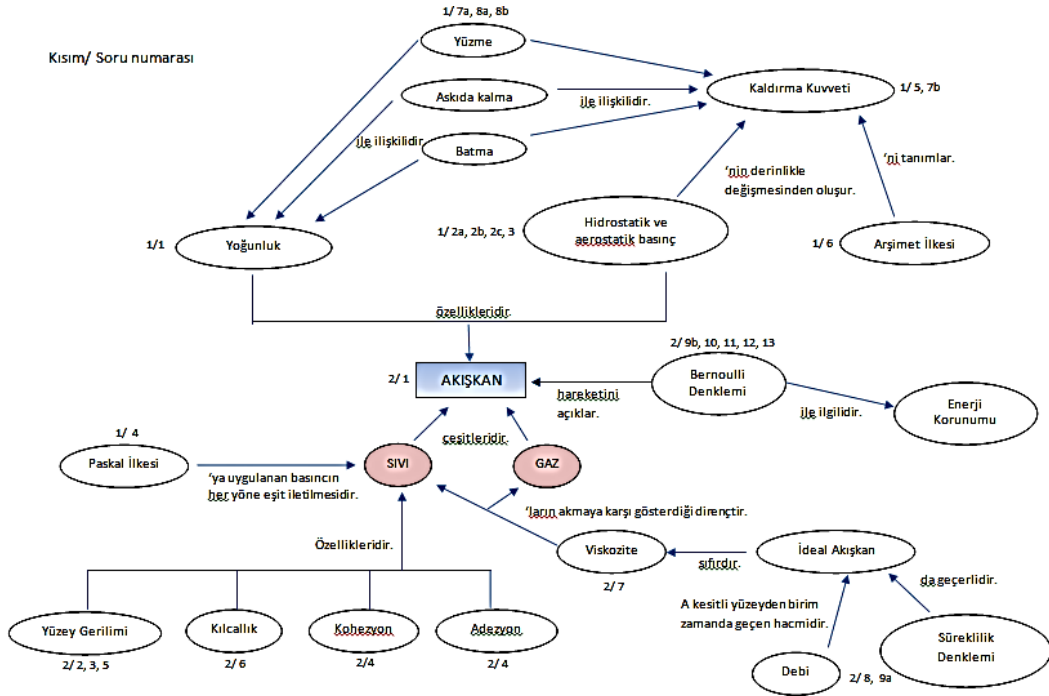 1/ 7a, 8a, 8b
Yüzme
Kısım/ Soru numarası
Askıda kalma
ile ilişkilidir.
Kaldırma Kuvveti
1/ 5, 7b
ile ilişkilidir
Batma
'nin derinlikle
değişmesinden oluşur.
'ni tanımlar.
1/1
Yoğunluk
1/ 2a, 2b, 2c, 3
Hidrostatik ve
aerostatik basınç
1/ 6
Arşimet İlkesi
özellikleridir.
2/ 9b, 10, 11, 12, 13
2/ 1
AKIŞKAN
Bernoulli
Denklemi
hareketini
açıklar.
ile ilgilidir.
Enerji
Korunumu
1/ 4
Paskal İlkesi
çeşitleridir.
SIVI
GAZ
'ya uygulanan basıncın
her yöne eşit iletilmesidir.
'ların akmaya karşı gösterdiği dirençtir.
Özellikleridir.
Viskozite
2/ 7
sıfırdır.
İdeal Akışkan
da geçerlidir.
A kesitli yüzeyden birim
zamanda geçen hacmidir.
Yüzey Gerilimi
2/ 2, 3, 5
Kılcallık
2/ 6
Kohezyon
2/ 4
Adezyon
2/ 4
Süreklilik
Denklemi
Debi
2/ 8, 9a